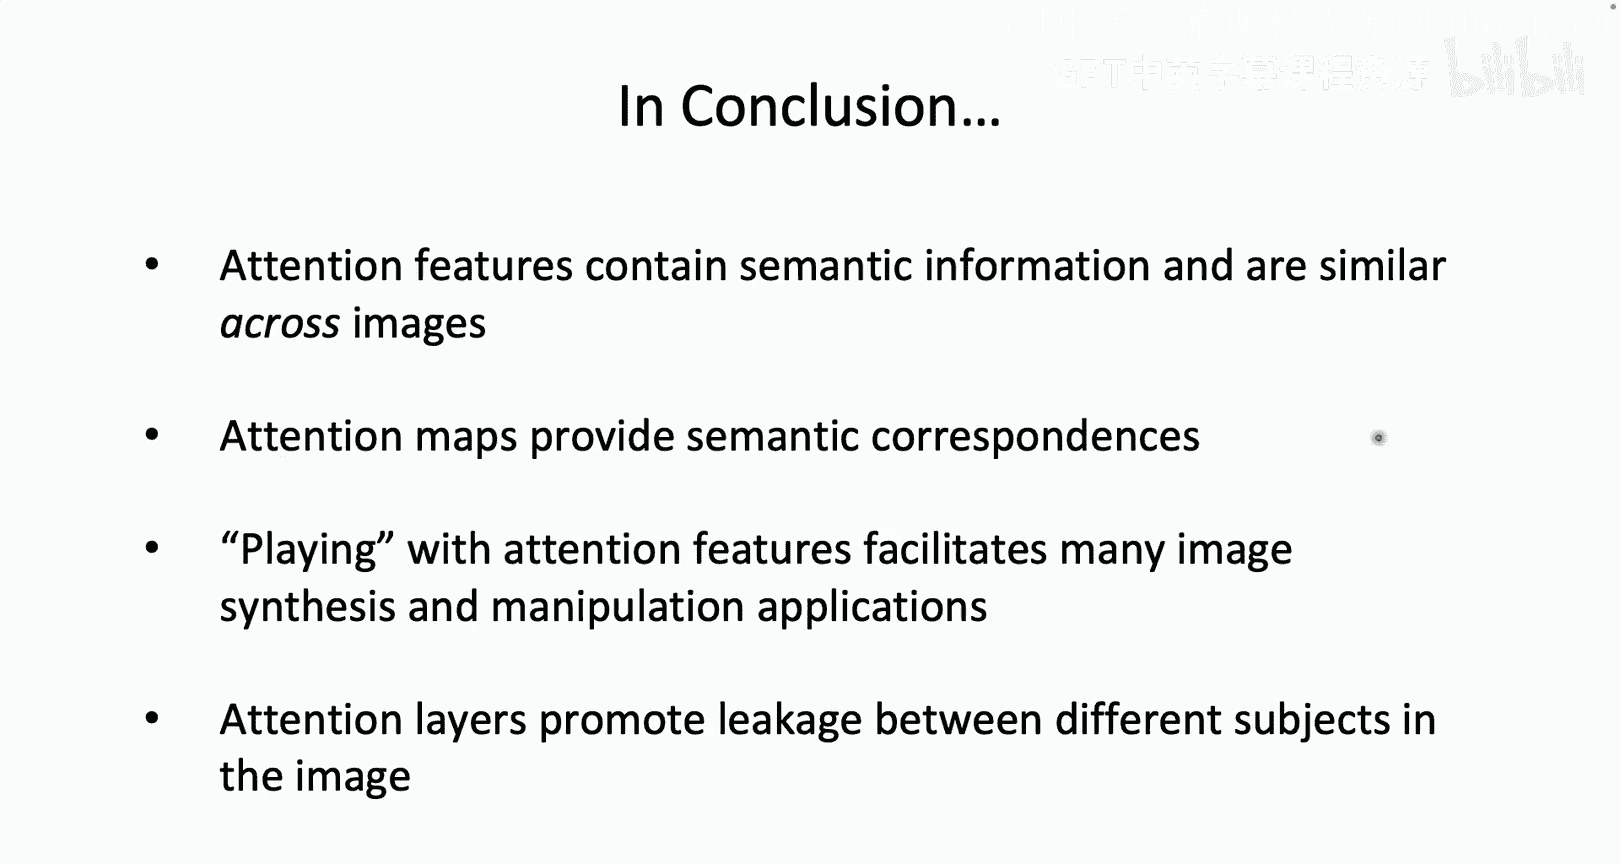 bilibili
In Conclusion…
• Attention features contain semantic information and are similar
across images
• Attention maps provide semantic correspondences
• “Playing” with attention features facilitates many image
synthesis and manipulation applications
• Attention layers promote leakage between different subjects in
the image